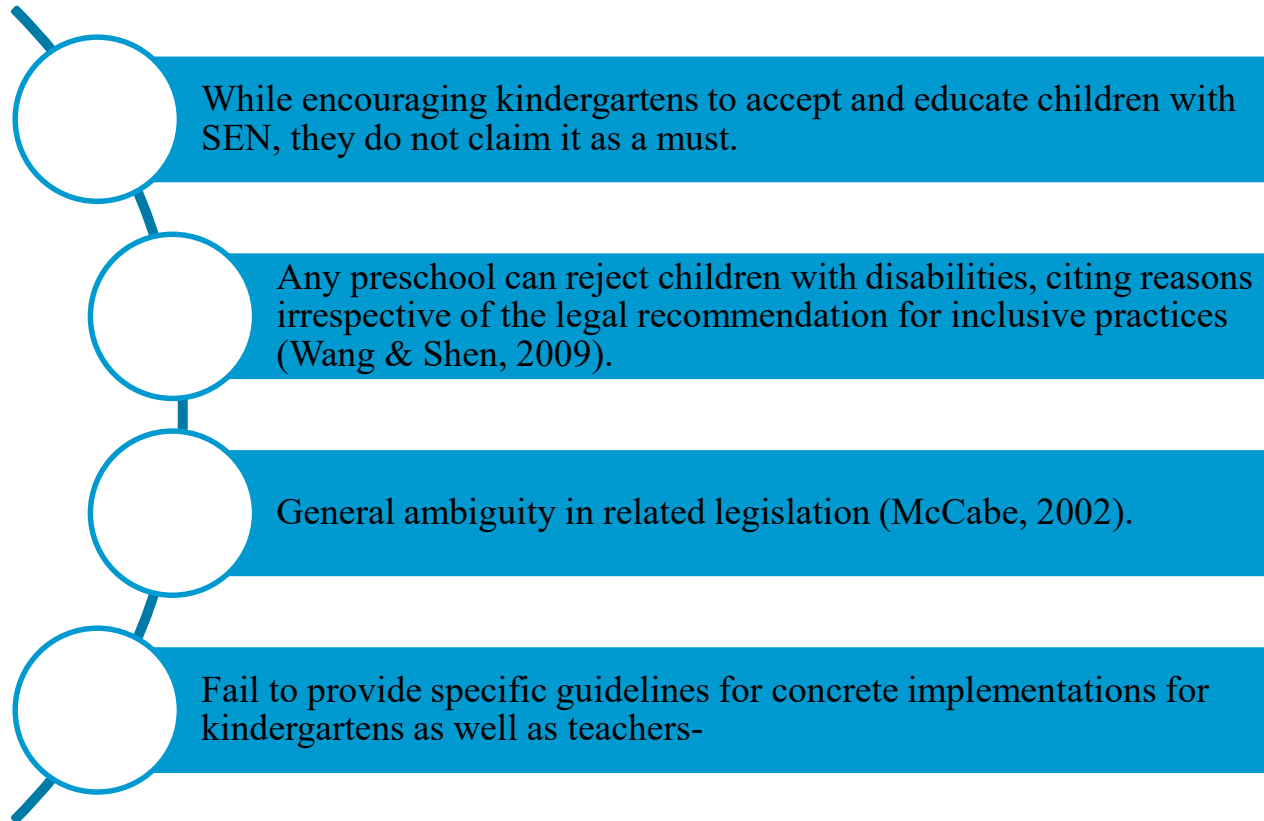 While encouraging kindergartens to accept and educate children with
SEN, they do not claim it as a must.
Any preschool can reject children with disabilities, citing reasons
irrespective of the legal recommendation for inclusive practices
(Wang & Shen, 2009).
General ambiguity in related legislation (McCabe, 2002).
Fail to provide specific guidelines for concrete implementations for
kindergartens as well as teachers-